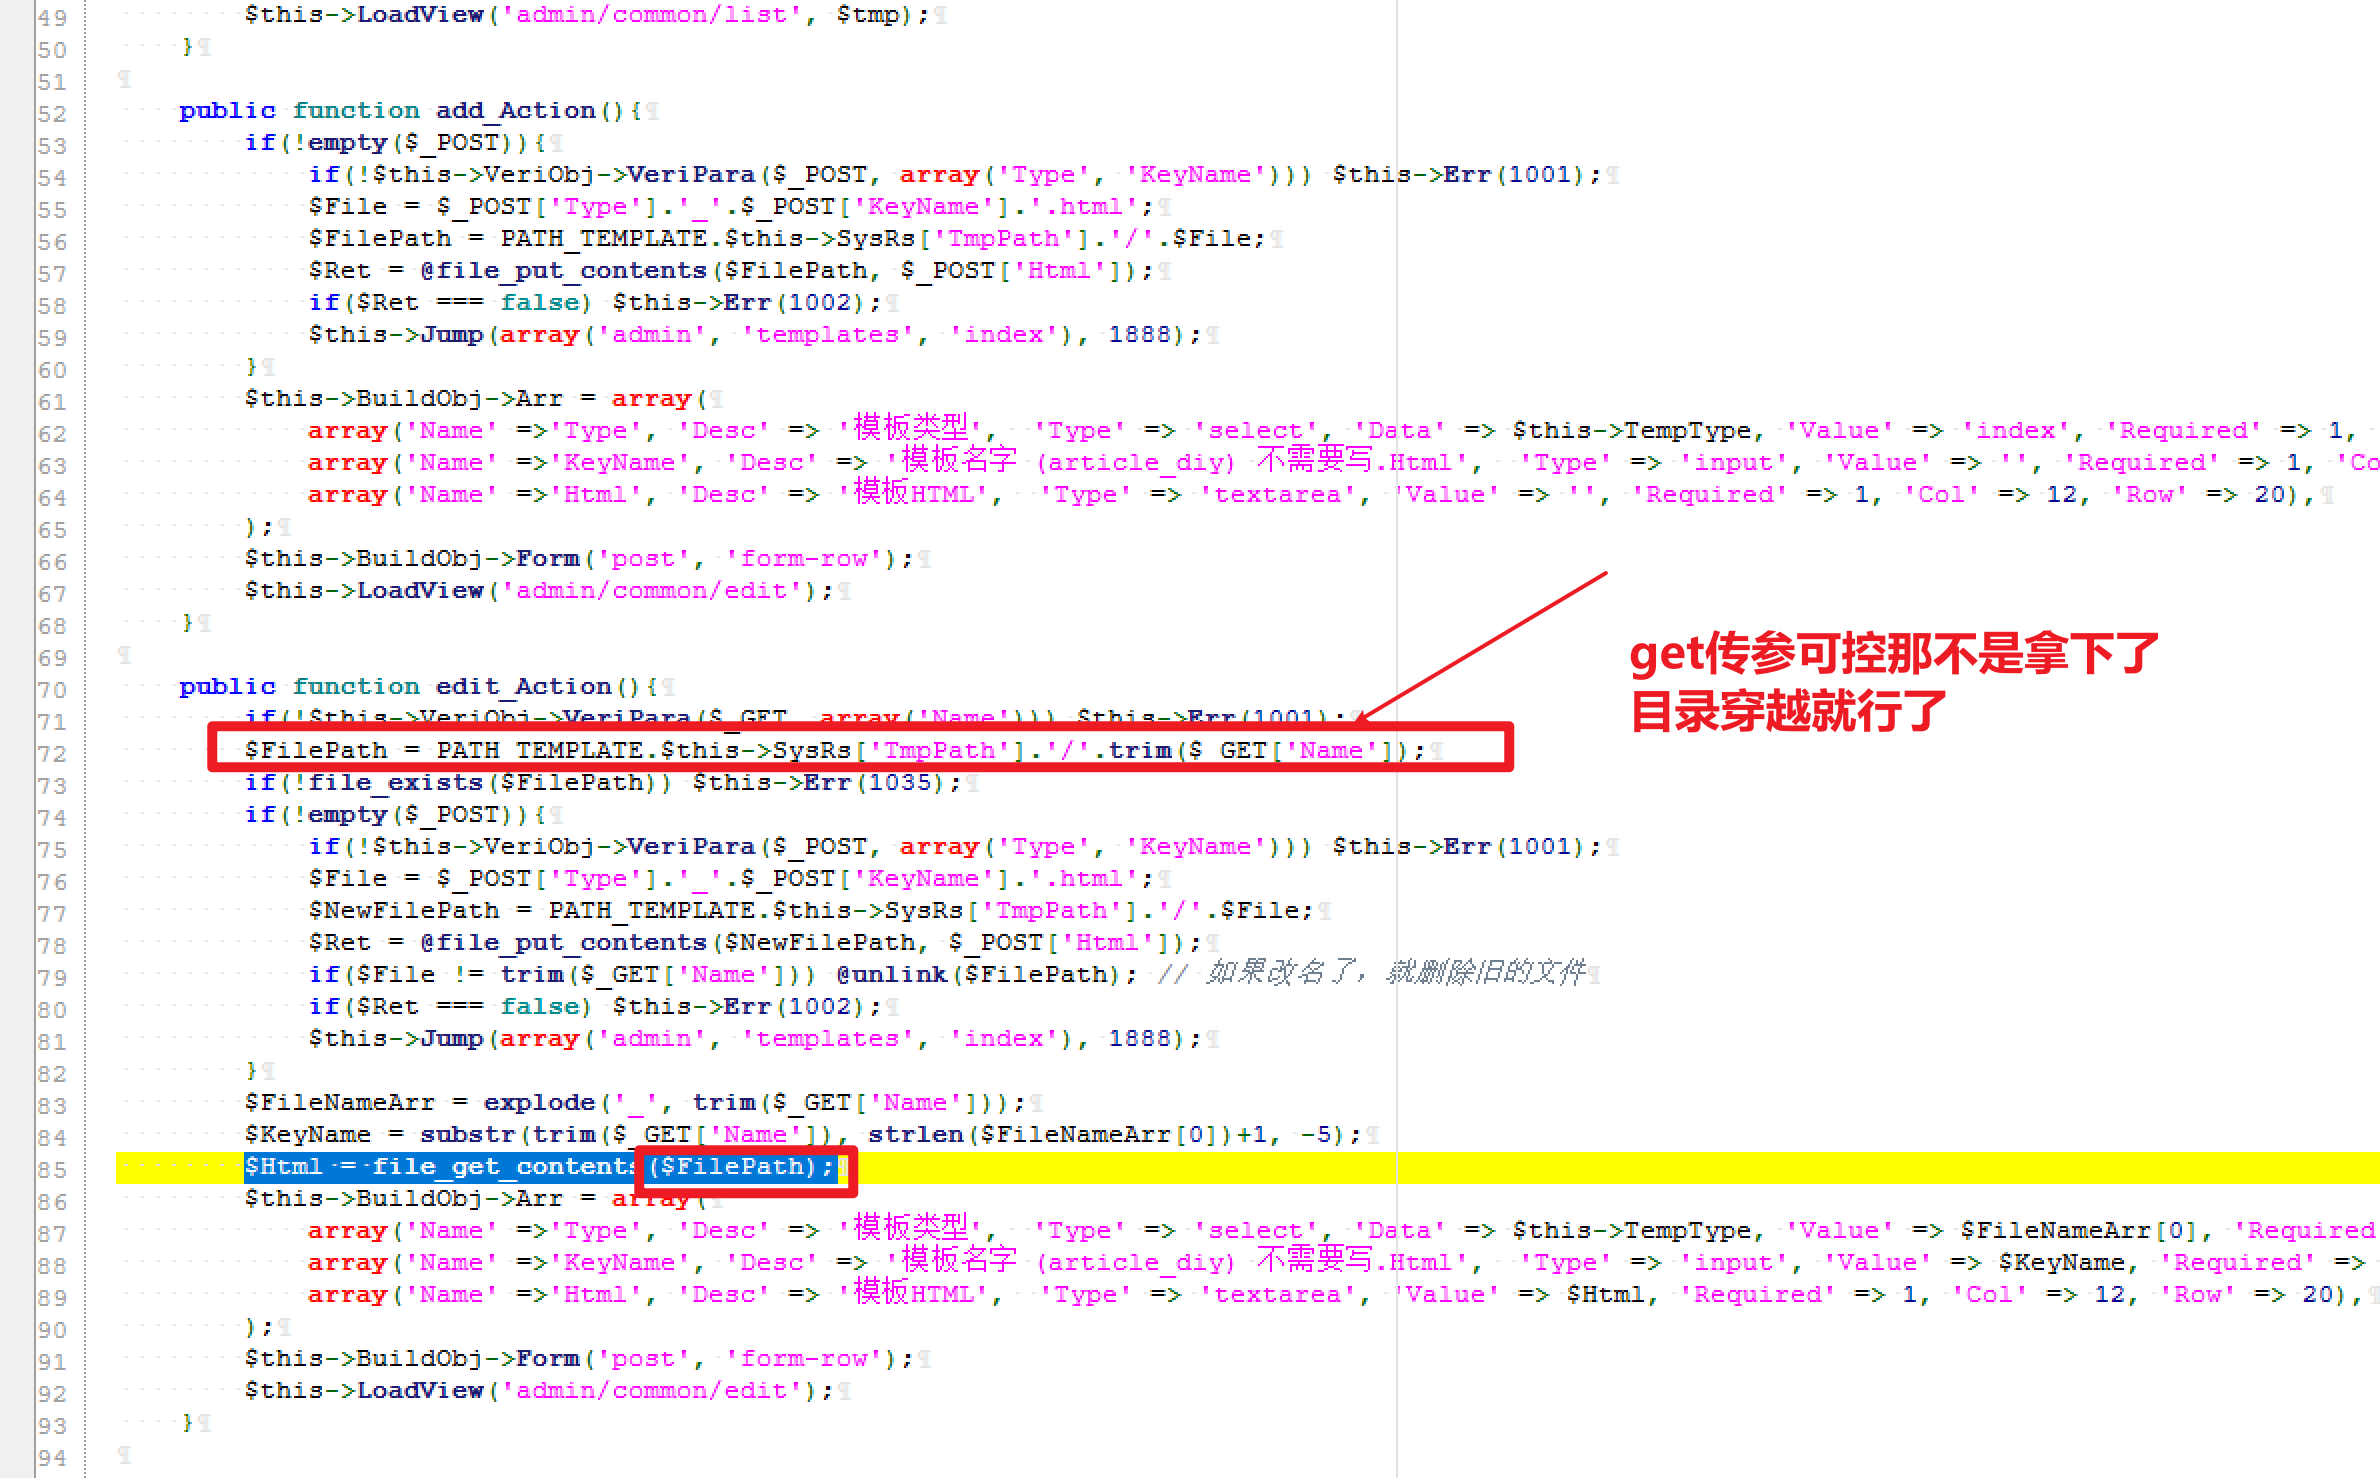 49 $this->LoadView('admin/common/list', $tmp);
50 }
51
52 public function add_Action(){
53 if(!empty($_POST)){
54 if(!$this->VeriObj->VeriPara($_POST, array('Type', 'KeyName'))) $this->Err(1001);
55 $File = $_POST['Type'].'_'.$_POST['KeyName'].'.html';
56 $FilePath = PATH_TEMPLATE.$this->SysRs['TmpPath'].'/'.$File;
57 $Ret = @file_put_contents($FilePath, $_POST['Html']);
58 if($Ret === false) $this->Err(1002);
59 $this->Jump(array('admin', 'templates', 'index'), 1888);
60 }
61 $this->BuildObj->Arr = array(
62 array('Name' =>'Type', 'Desc' => '模板类型', 'Type' => 'select', 'Data' => $this->TempType, 'Value' => 'index', 'Required' => 1,
63 array('Name' =>'KeyName', 'Desc' => '模板名字 (article_diy) 不需要写.Html', 'Type' => 'input', 'Value' => '', 'Required' => 1, 'Co
64 array('Name' =>'Html', 'Desc' => '模板HTML', 'Type' => 'textarea', 'Value' => '', 'Required' => 1, 'Col' => 12, 'Row' => 20),
65 );
66 $this->BuildObj->Form('post', 'form-row');
67 $this->LoadView('admin/common/edit');
68 }
69
get传参可控那不是拿下了
目录穿越就行了
70 public function edit_Action(){
71 if(!$this->VeriObj->VeriPara($_GET, array('Name'))) $this->Err(1001);
72 $FilePath = PATH_TEMPLATE.$this->SysRs['TmpPath'].'/'.trim($_GET['Name']);
73 if(!file_exists($FilePath)) $this->Err(1035);
74 if(!empty($_POST)){
75 if(!$this->VeriObj->VeriPara($_POST, array('Type', 'KeyName'))) $this->Err(1001);
76 $File = $_POST['Type'].'_'.$_POST['KeyName'].'.html';
77 $NewFilePath = PATH_TEMPLATE.$this->SysRs['TmpPath'].'/'.$File;
78 $Ret = @file_put_contents($NewFilePath, $_POST['Html']);
79 if($File != trim($_GET['Name'])) @unlink($FilePath); // 如果改名了，就删除旧的文件
80 if($Ret === false) $this->Err(1002);
81 $this->Jump(array('admin', 'templates', 'index'), 1888);
82 }
83 $FileNameArr = explode('_', trim($_GET['Name']));
84 $KeyName = substr(trim($_GET['Name']), strlen($FileNameArr[0])+1, -5);
85 $Html = file_get_contents($FilePath);
86 $this->BuildObj->Arr = array(
87 array('Name' =>'Type', 'Desc' => '模板类型', 'Type' => 'select', 'Data' => $this->TempType, 'Value' => $FileNameArr[0], 'Required
88 array('Name' =>'KeyName', 'Desc' => '模板名字 (article_diy) 不需要写.Html', 'Type' => 'input', 'Value' => $KeyName, 'Required' =>
89 array('Name' =>'Html', 'Desc' => '模板HTML', 'Type' => 'textarea', 'Value' => $Html, 'Required' => 1, 'Col' => 12, 'Row' => 20),
90 );
91 $this->BuildObj->Form('post', 'form-row');
92 $this->LoadView('admin/common/edit');
93 }
94